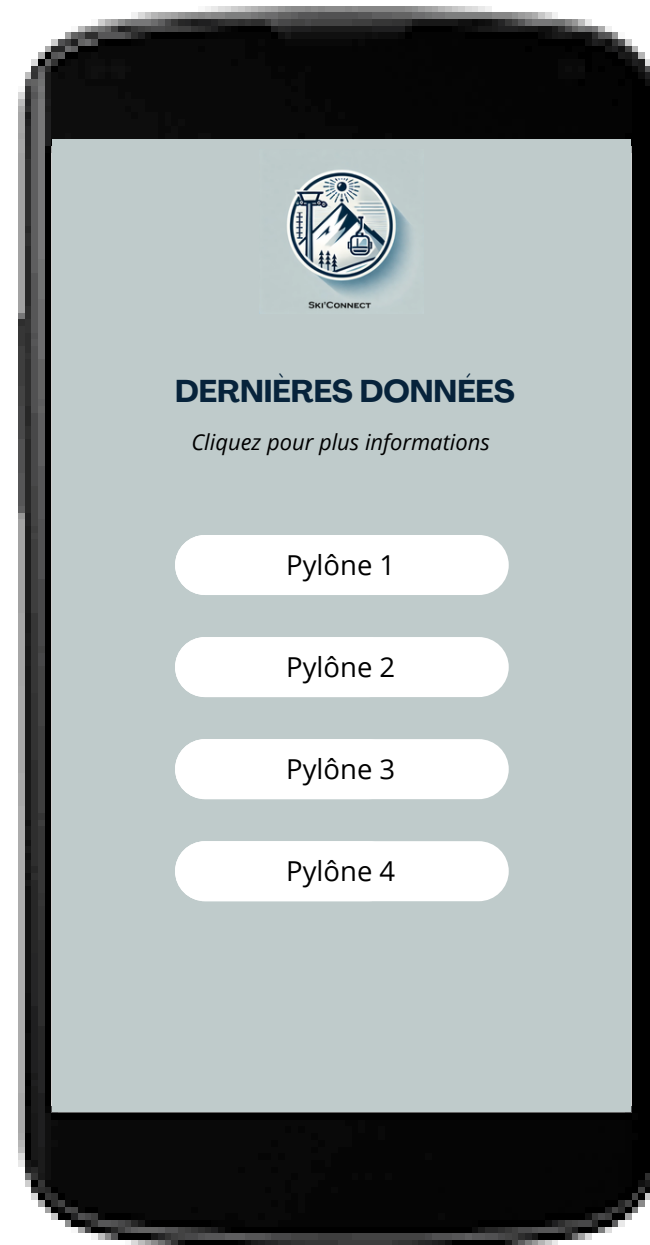 Ski'Connect
DERNIÈRES DONNÉES
Cliquez pour plus informations
Pylône 1
Pylône 2
Pylône 3
Pylône 4